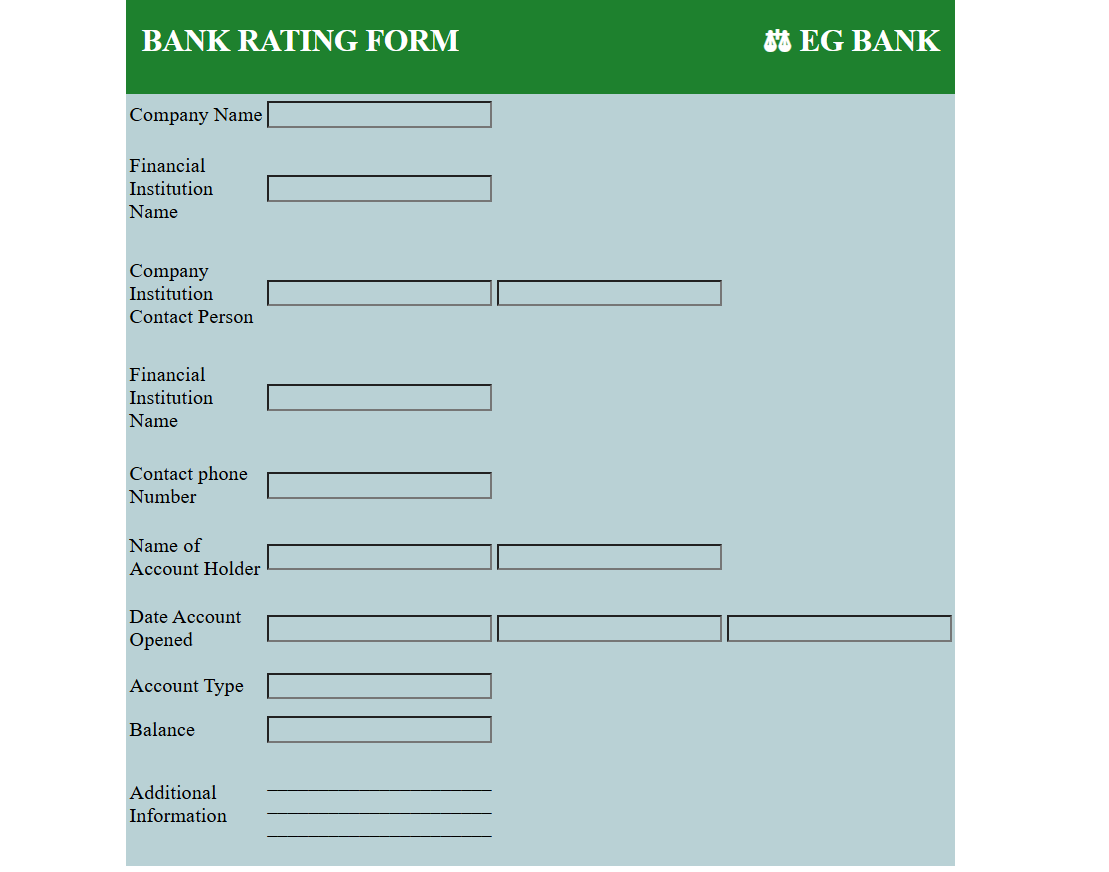 BANK RATING FORM
EG BANK
Company Name
Financial
Institution
Name
Company
Institution
Contact Person
Financial
Institution
Name
Contact phone
Number
Name of
Account Holder
Date Account
Opened
Account Type
Balance
Additional
Information